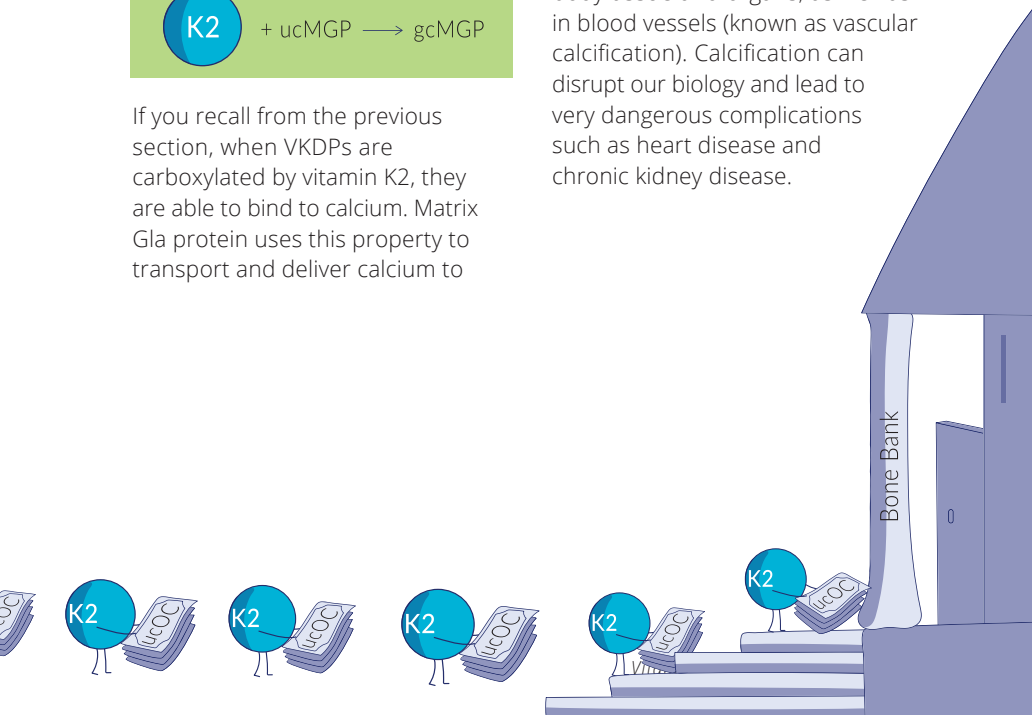 K2 + ucMGP ⟶ gcMGP
If you recall from the previous
section, when VKDPs are
carboxylated by vitamin K2, they
are able to bind to calcium. Matrix
Gla protein uses this property to
transport and deliver calcium to
in blood vessels (known as vascular
calcification). Calcification can
disrupt our biology and lead to
very dangerous complications
such as heart disease and
chronic kidney disease.
Bone Bank
K2
ucOC
K2
ucOC
K2
ucOC
K2
ucOC
K2
ucOC